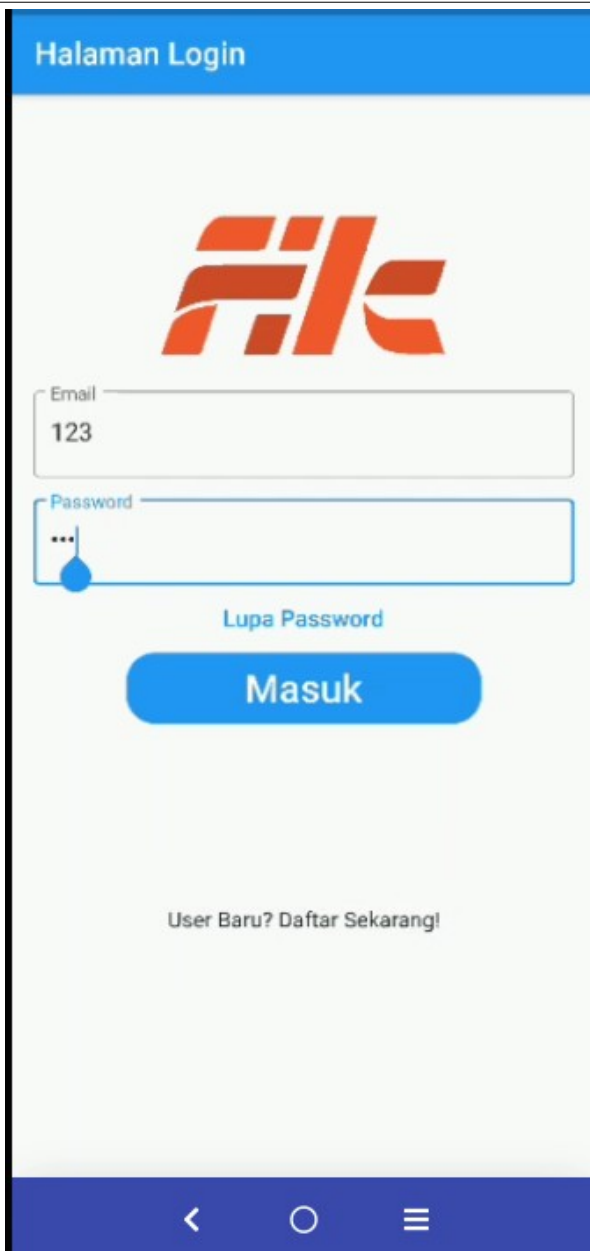 Halaman Login
Fik
Email
123
Password
•••
Lupa Password
Masuk
User Baru? Daftar Sekarang!